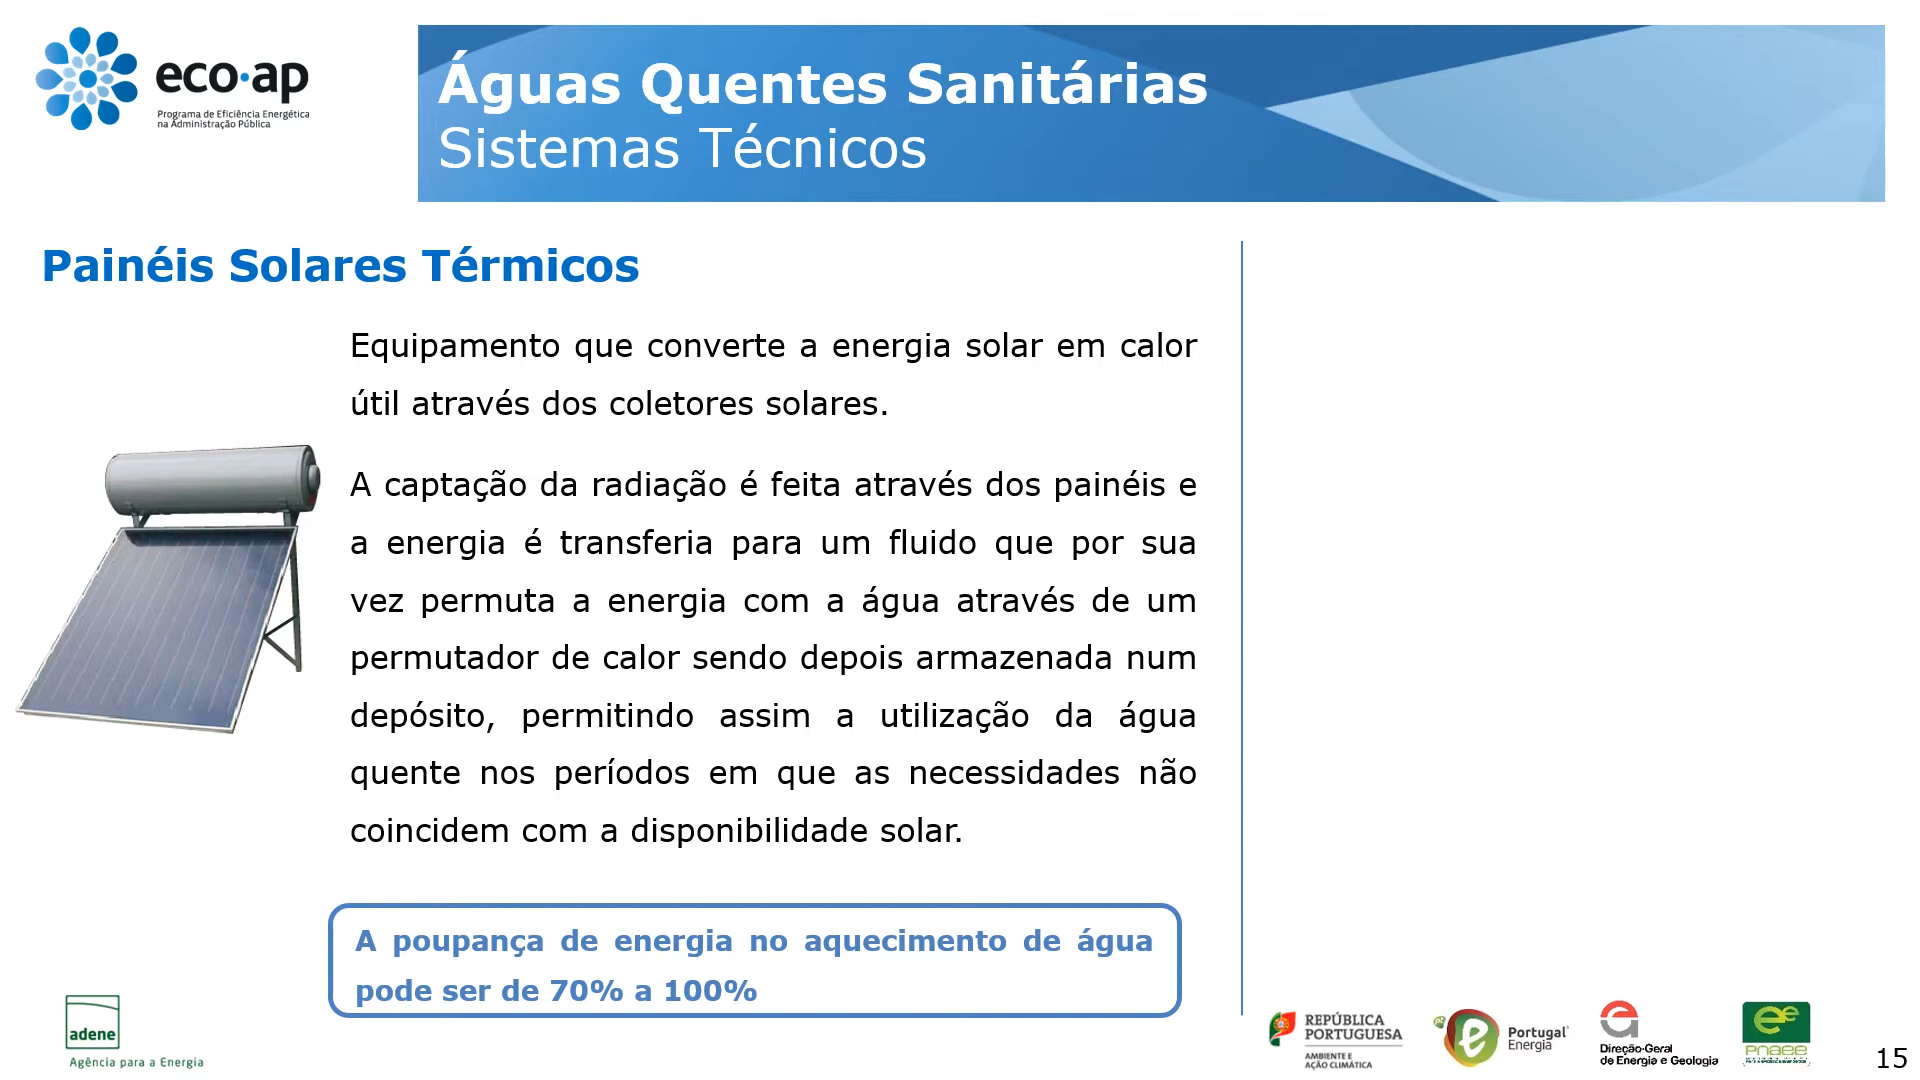 eco·ap
Programa de Eficiência Energética
na Administração Pública
Águas Quentes Sanitárias
Sistemas Técnicos
Painéis Solares Térmicos
Equipamento que converte a energia solar em calor
útil através dos coletores solares.
A captação da radiação é feita através dos painéis e
a energia é transferia para um fluido que por sua
vez permuta a energia com a água através de um
permutador de calor sendo depois armazenada num
depósito, permitindo assim a utilização da água
quente nos períodos em que as necessidades não
coincidem com a disponibilidade solar.
A poupança de energia no aquecimento de água
pode ser de 70% a 100%
adene
Agência para a Energia
REPÚBLICA
PORTUGUESA
AMBIENTE E
AÇÃO CLIMÁTICA
Portugal
Energia
Direção-Geral
de Energia e Geologia
pnaee
15